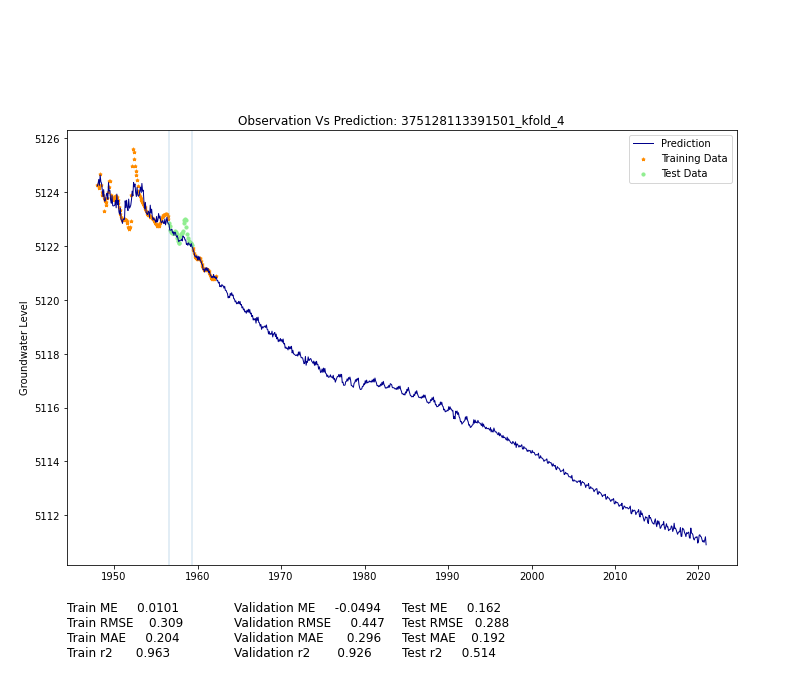 Observation Vs Prediction: 375128113391501_kfold_4
Prediction
Training Data
Test Data
5126
5124
5122
5120
5118
5116
5114
5112
Groundwater Level
1950 1960 1970 1980 1990 2000 2010 2020
Train ME 0.0101 Validation ME -0.0494 Test ME 0.162
Train RMSE 0.309 Validation RMSE 0.447 Test RMSE 0.288
Train MAE 0.204 Validation MAE 0.296 Test MAE 0.192
Train r2 0.963 Validation r2 0.926 Test r2 0.514